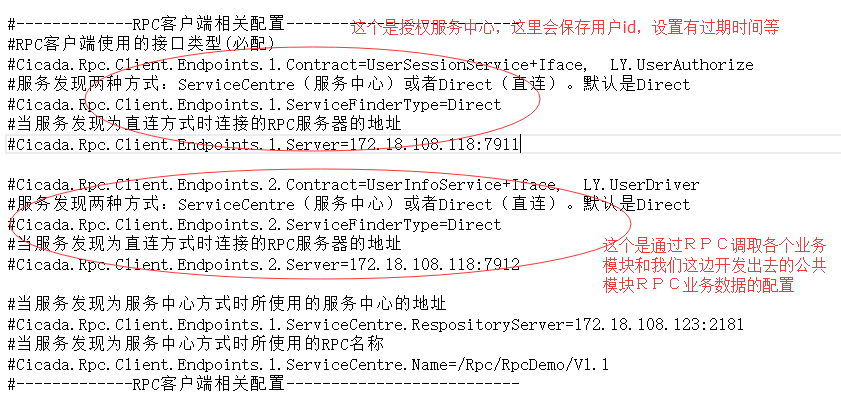 #-------------RPC客户端相关配置--------------------------
这个是授权服务中心，这里会保存用户id，设置有过期时间等
#RPC客户端使用的接口类型(必配)
#Cicada.Rpc.Client.Endpoints.1.Contract=UserSessionService+Iface,  LY.UserAuthorize
#服务发现两种方式：ServiceCentre（服务中心）或者Direct（直连）。默认是Direct
#Cicada.Rpc.Client.Endpoints.1.ServiceFinderType=Direct
#当服务发现为直连方式时连接的RPC服务器的地址
#Cicada.Rpc.Client.Endpoints.1.Server=172.18.108.118:7911
#Cicada.Rpc.Client.Endpoints.2.Contract=UserInfoService+Iface,  LY.UserDriver
#服务发现两种方式：ServiceCentre（服务中心）或者Direct（直连）。默认是Direct
#Cicada.Rpc.Client.Endpoints.2.ServiceFinderType=Direct
#当服务发现为直连方式时连接的RPC服务器的地址
#Cicada.Rpc.Client.Endpoints.2.Server=172.18.108.118:7912
这个是通过ＲＰＣ调取各个业务
模块和我们这边开发出去的公共
模块ＲＰＣ业务数据的配置
#当服务发现为服务中心方式时所使用的服务中心的地址
#Cicada.Rpc.Client.Endpoints.1.ServiceCentre.RespositoryServer=172.18.108.123:2181
#当服务发现为服务中心方式时所使用的RPC名称
#Cicada.Rpc.Client.Endpoints.1.ServiceCentre.Name=/Rpc/RpcDemo/V1.1
#-------------RPC客户端相关配置--------------------------